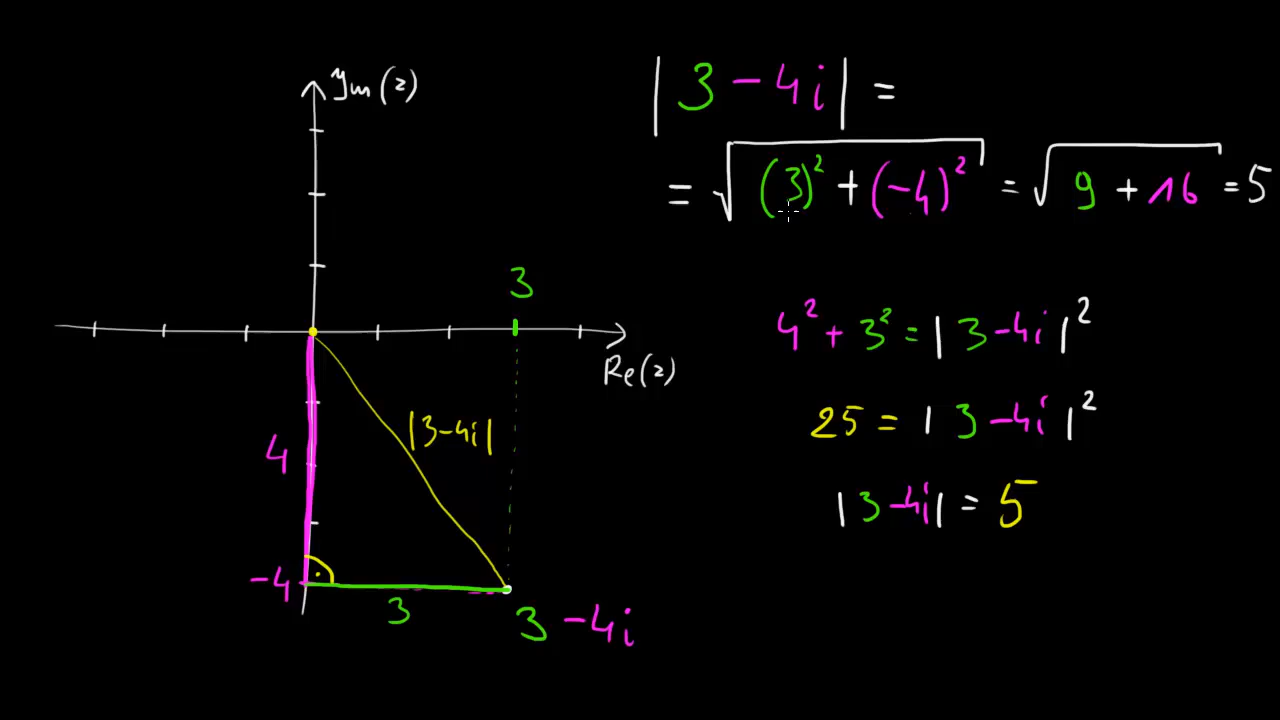 Im(z)
|3-4i| =
= √(3)² + (-4)² = √9 + 16 = 5
3
4² + 3² = |3-4i|²
Re(z)
|3-4i|
25 = |3-4i|²
4
|3-4i| = 5
-4
3
3 -4i